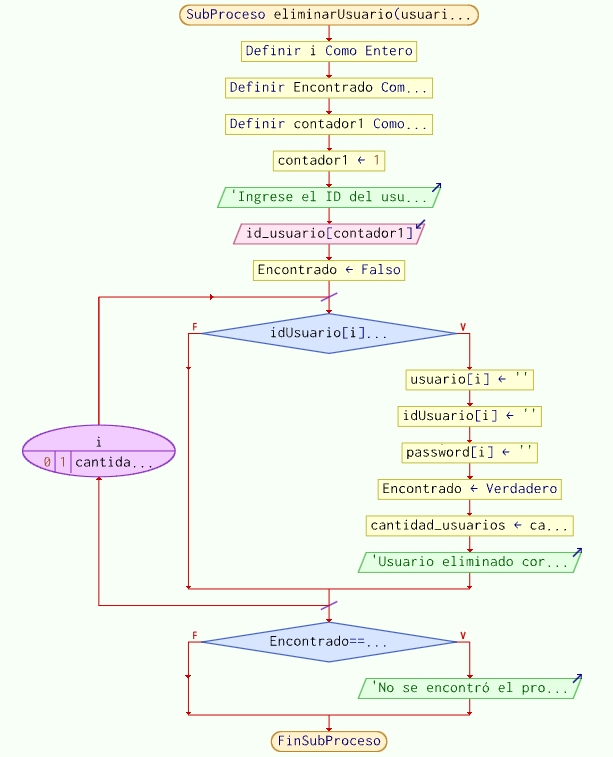 SubProceso eliminarUsuario(usuari...
Definir i Como Entero
Definir Encontrado Com...
Definir contador1 Como...
contador1 ← 1
'Ingrese el ID del usu...
id_usuario[contador1]
Encontrado ← Falso
F
idUsuario[i]...
V
usuario[i] ← ''
idUsuario[i] ← ''
password[i] ← ''
Encontrado ← Verdadero
cantidad_usuarios ← ca...
'Usuario eliminado cor...
i
0 1 cantida...
F
Encontrado==...
V
'No se encontró el pro...
FinSubProceso